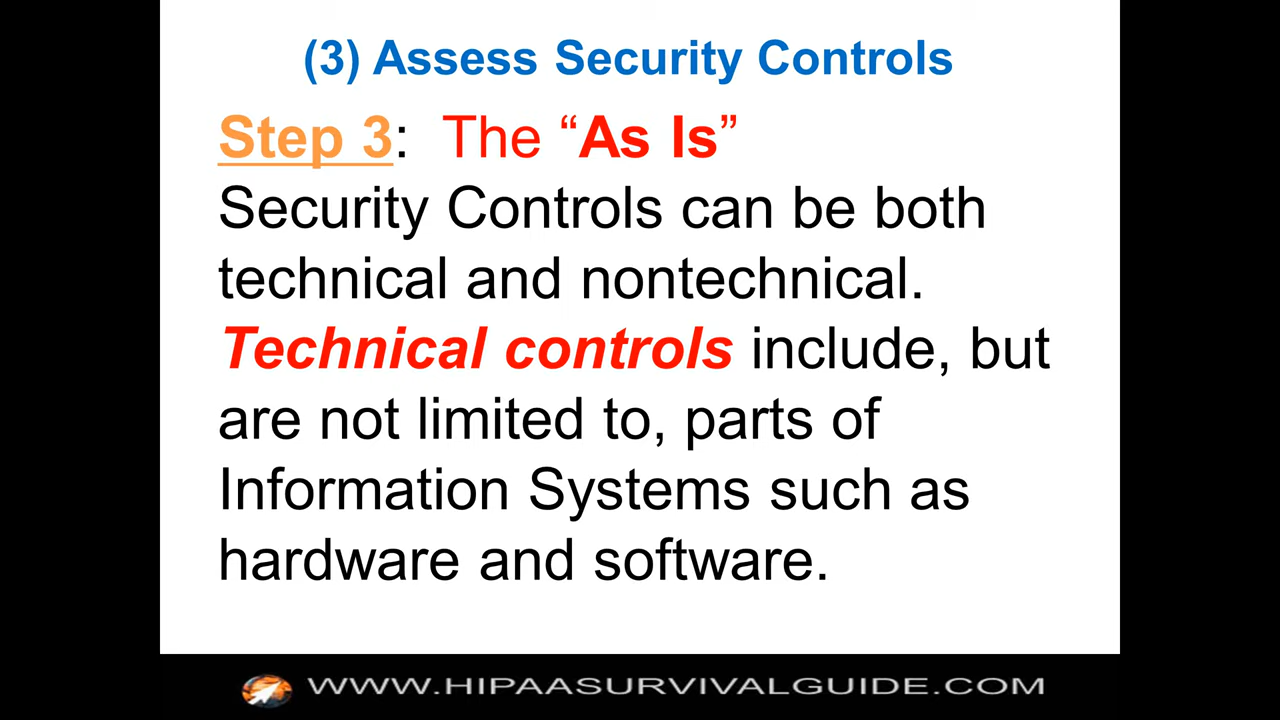 (3) Assess Security Controls
Step 3: The “As Is”
Security Controls can be both
technical and nontechnical.
Technical controls include, but
are not limited to, parts of
Information Systems such as
hardware and software.
WWW.HIPAASURVIVALGUIDE.COM